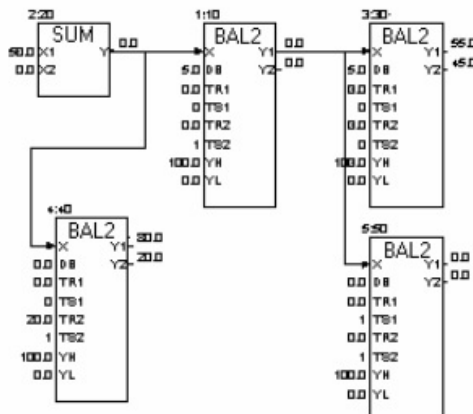 2:20
SUM
50.0 X1 Y 0.0
0.0 X2
1:10
BAL2
X Y1 0.0
5.0 DB Y2 0.0
0.0 TR1
0 TS1
0.0 TR2
1 TS2
100.0 YH
0.0 YL
3:30
BAL2
X Y1 55.0
5.0 DB Y2 45.0
0.0 TR1
0 TS1
0.0 TR2
0 TS2
100.0 YH
0.0 YL
4:40
BAL2
X Y1 80.0
0.0 DB Y2 20.0
0.0 TR1
0 TS1
20.0 TR2
1 TS2
100.0 YH
0.0 YL
5:50
BAL2
X Y1 0.0
0.0 DB Y2 0.0
0.0 TR1
1 TS1
0.0 TR2
1 TS2
100.0 YH
0.0 YL